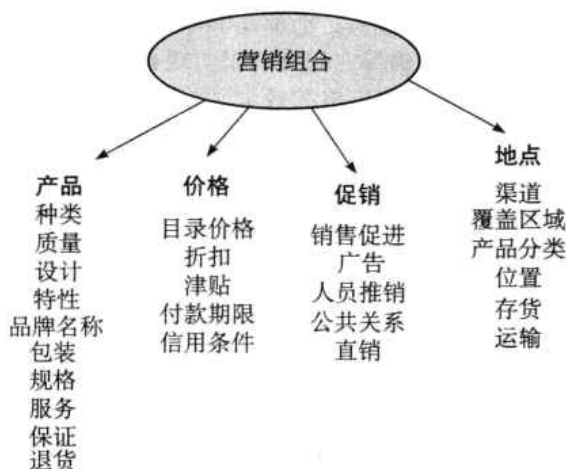 营销组合
产品
种类
质量
设计
特性
品牌名称
包装
规格
服务
保证
退货
价格
目录价格
折扣
津贴
付款期限
信用条件
促销
销售促进
广告
人员推销
公共关系
直销
地点
渠道
覆盖区域
产品分类
位置
存货
运输